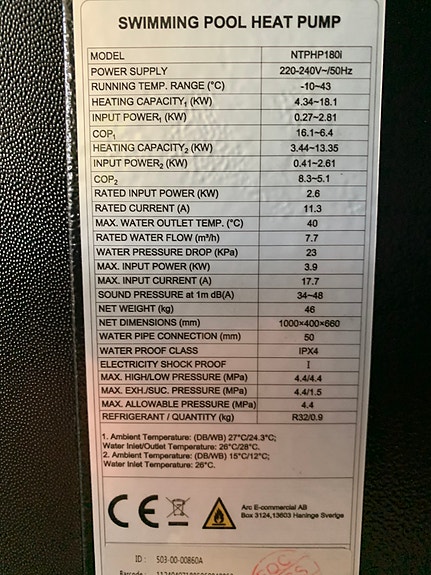 SWIMMING POOL HEAT PUMP
MODEL NTPHP180i
POWER SUPPLY 220-240V~/50Hz
RUNNING TEMP. RANGE (°C) -10~43
HEATING CAPACITY1 (KW) 4.34~18.1
INPUT POWER1 (KW) 0.27~2.81
COP1 16.1~6.4
HEATING CAPACITY2 (KW) 3.44~13.35
INPUT POWER2 (KW) 0.41~2.61
COP2 8.3~5.1
RATED INPUT POWER (KW) 2.6
RATED CURRENT (A) 11.3
MAX. WATER OUTLET TEMP. (°C) 40
RATED WATER FLOW (m³/h) 7.7
WATER PRESSURE DROP (KPa) 23
MAX. INPUT POWER (KW) 3.9
MAX. INPUT CURRENT (A) 17.7
SOUND PRESSURE at 1m dB(A) 34~48
NET WEIGHT (kg) 46
NET DIMENSIONS (mm) 1000×400×660
WATER PIPE CONNECTION (mm) 50
WATER PROOF CLASS IPX4
ELECTRICITY SHOCK PROOF I
MAX. HIGH/LOW PRESSURE (MPa) 4.4/4.4
MAX. EXH./SUC. PRESSURE (MPa) 4.4/1.5
MAX. ALLOWABLE PRESSURE (MPa) 4.4
REFRIGERANT / QUANTITY (kg) R32/0.9
1. Ambient Temperature: (DB/WB) 27°C/24.3°C;
Water Inlet/Outlet Temperature: 26°C/28°C.
2. Ambient Temperature: (DB/WB) 15°C/12°C;
Water Inlet Temperature: 26°C.
CE
Arc E-commercial AB
Box 3124,13603 Haninge Sverige
ID : 503-00-00860A